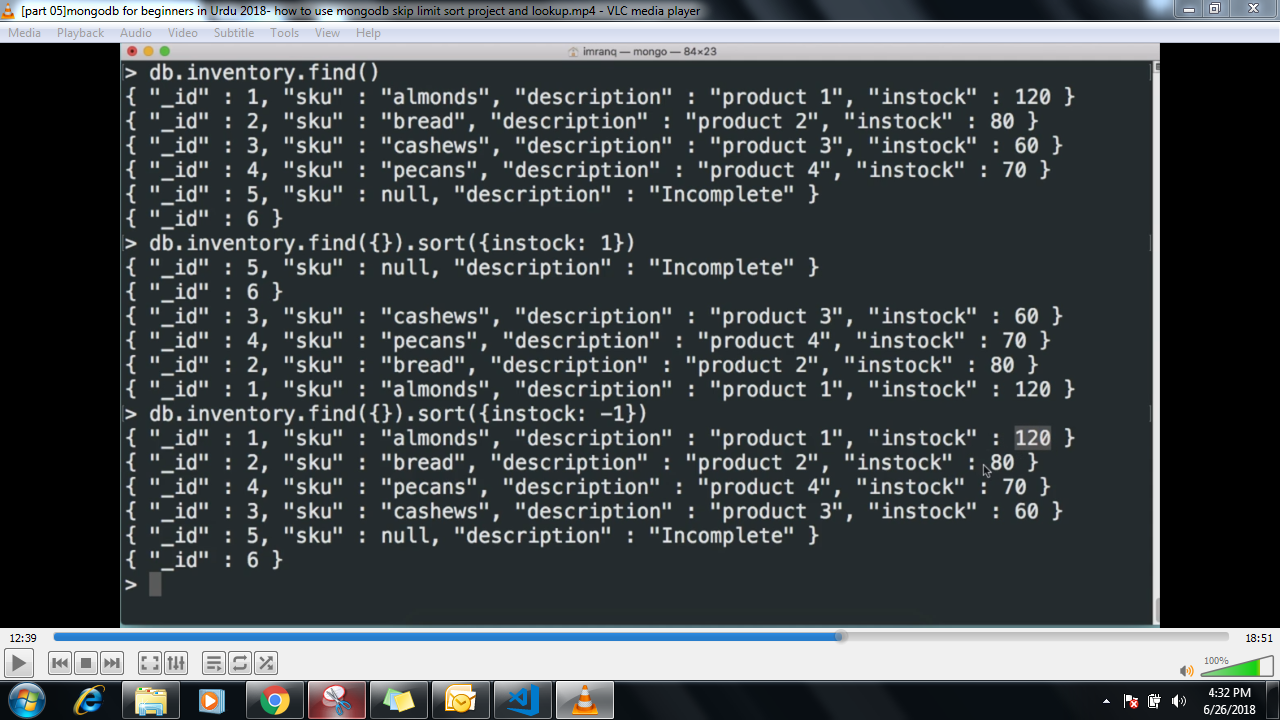 [part 05]mongodb for beginners in Urdu 2018- how to use mongodb skip limit sort project and lookup.mp4 - VLC media player
Media Playback Audio Video Subtitle Tools View Help
imranq — mongo — 84×23
> db.inventory.find()
{ "_id" : 1, "sku" : "almonds", "description" : "product 1", "instock" : 120 }
{ "_id" : 2, "sku" : "bread", "description" : "product 2", "instock" : 80 }
{ "_id" : 3, "sku" : "cashews", "description" : "product 3", "instock" : 60 }
{ "_id" : 4, "sku" : "pecans", "description" : "product 4", "instock" : 70 }
{ "_id" : 5, "sku" : null, "description" : "Incomplete" }
{ "_id" : 6 }
> db.inventory.find({}).sort({instock: 1})
{ "_id" : 5, "sku" : null, "description" : "Incomplete" }
{ "_id" : 6 }
{ "_id" : 3, "sku" : "cashews", "description" : "product 3", "instock" : 60 }
{ "_id" : 4, "sku" : "pecans", "description" : "product 4", "instock" : 70 }
{ "_id" : 2, "sku" : "bread", "description" : "product 2", "instock" : 80 }
{ "_id" : 1, "sku" : "almonds", "description" : "product 1", "instock" : 120 }
> db.inventory.find({}).sort({instock: -1})
{ "_id" : 1, "sku" : "almonds", "description" : "product 1", "instock" : 120 }
{ "_id" : 2, "sku" : "bread", "description" : "product 2", "instock" : 80 }
{ "_id" : 4, "sku" : "pecans", "description" : "product 4", "instock" : 70 }
{ "_id" : 3, "sku" : "cashews", "description" : "product 3", "instock" : 60 }
{ "_id" : 5, "sku" : null, "description" : "Incomplete" }
{ "_id" : 6 }
>
12:39 18:51
100%
4:32 PM
6/26/2018